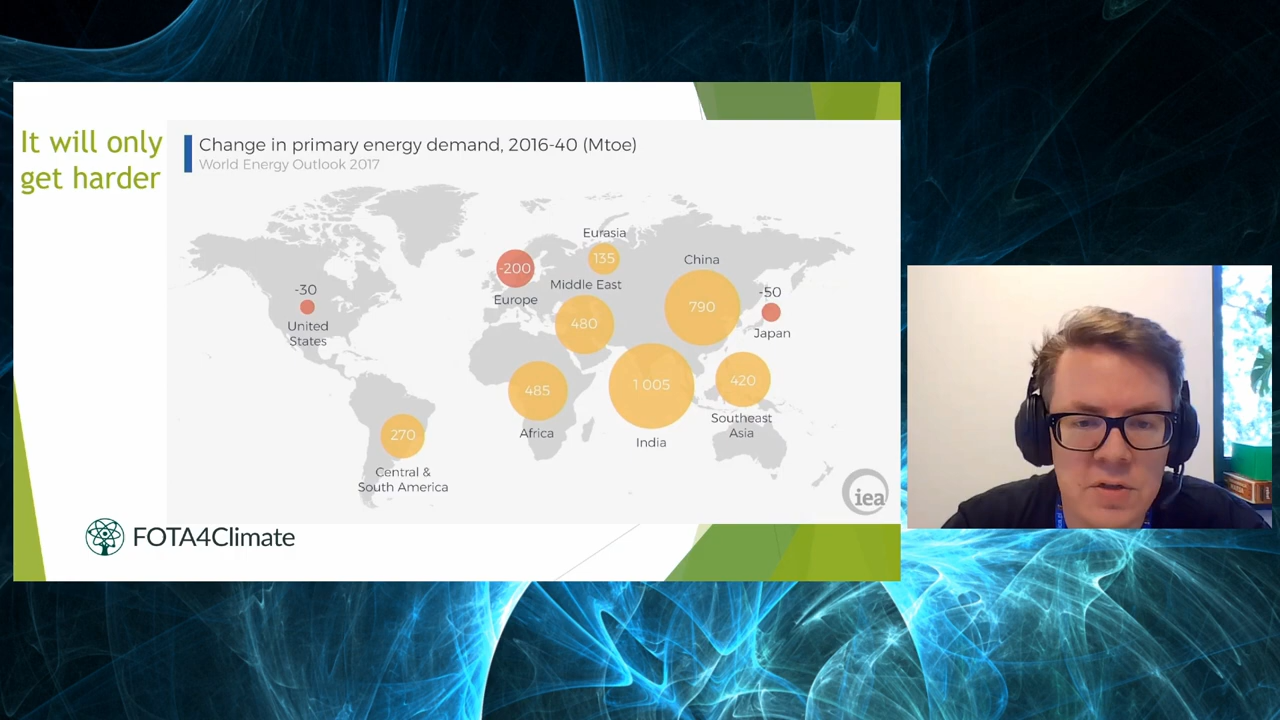 It will only
get harder
Change in primary energy demand, 2016-40 (Mtoe)
World Energy Outlook 2017
Eurasia
135
-200
Europe
Middle East
480
China
790
-30
United
States
-50
Japan
485
Africa
1 005
India
420
Southeast
Asia
270
Central &
South America
iea
FOTA4Climate